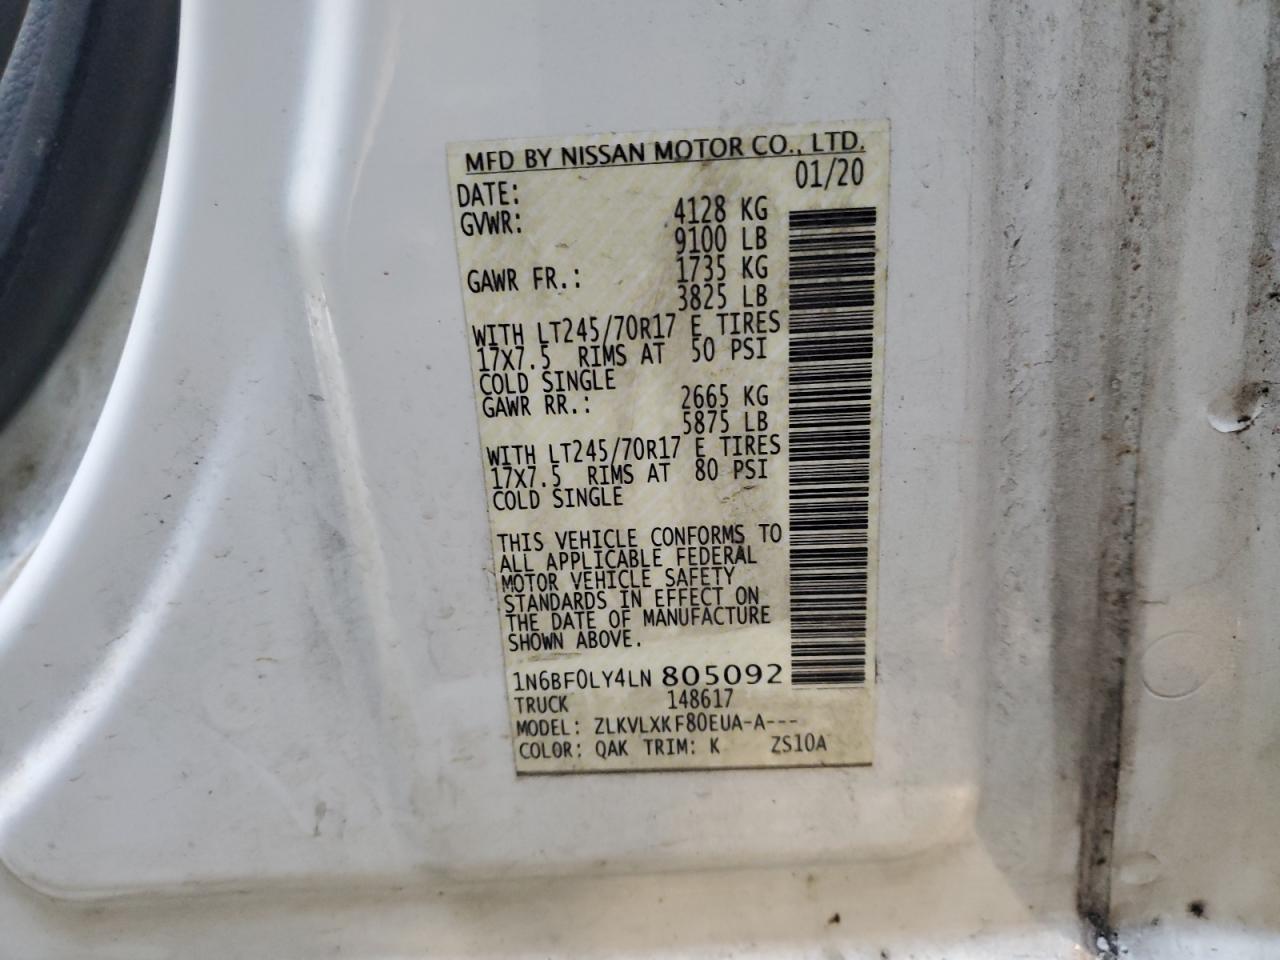 MFD BY NISSAN MOTOR CO., LTD.
DATE: 01/20
GVWR: 4128 KG
9100 LB
GAWR FR.: 1735 KG
3825 LB
WITH LT245/70R17 E TIRES
17X7.5 RIMS AT 50 PSI
COLD SINGLE
GAWR RR.: 2665 KG
5875 LB
WITH LT245/70R17 E TIRES
17X7.5 RIMS AT 80 PSI
COLD SINGLE
THIS VEHICLE CONFORMS TO
ALL APPLICABLE FEDERAL
MOTOR VEHICLE SAFETY
STANDARDS IN EFFECT ON
THE DATE OF MANUFACTURE
SHOWN ABOVE.
1N6BF0LY4LN 805092
TRUCK 148617
MODEL: ZLKVLXKF80EUA-A---
COLOR: QAK TRIM: K ZS10A